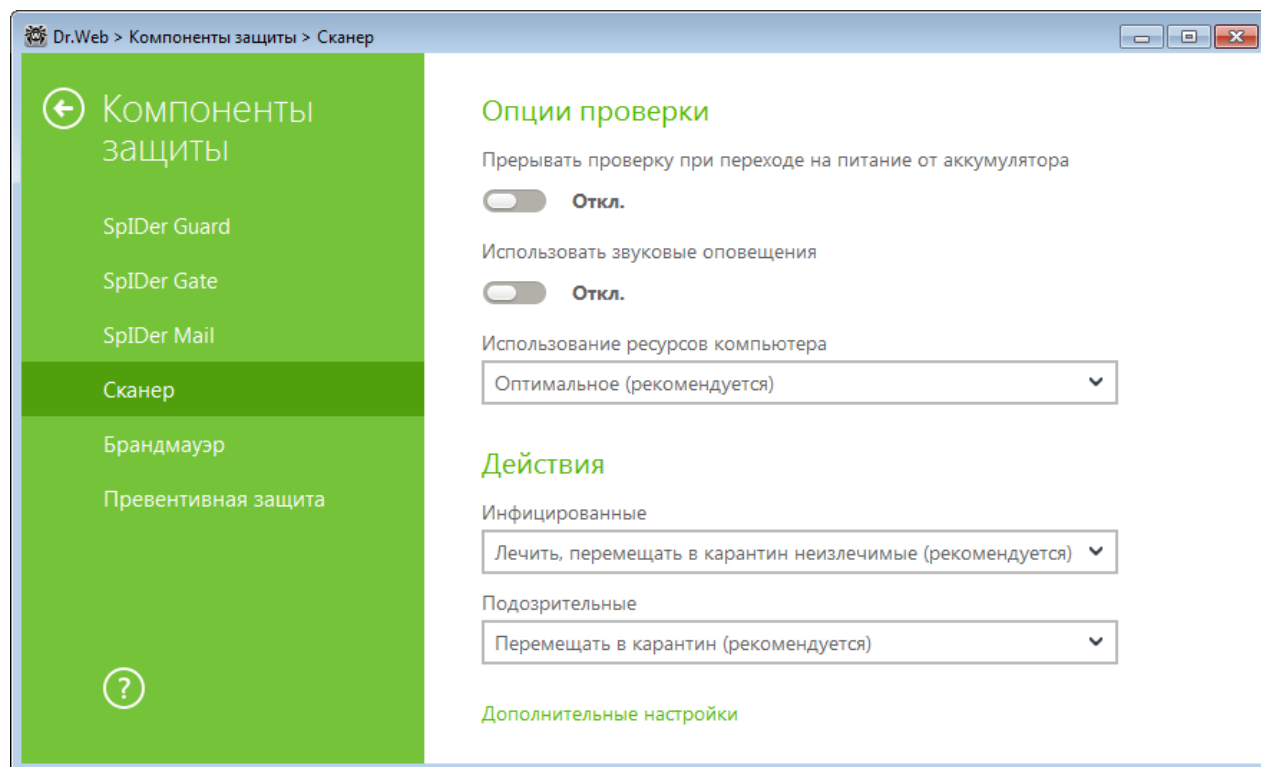 Dr.Web > Компоненты защиты > Сканер
Компоненты
защиты
SpIDer Guard
SpIDer Gate
SpIDer Mail
Сканер
Брандмауэр
Превентивная защита
?
Опции проверки
Прерывать проверку при переходе на питание от аккумулятора
Откл.
Использовать звуковые оповещения
Откл.
Использование ресурсов компьютера
Оптимальное (рекомендуется)
Действия
Инфицированные
Лечить, перемещать в карантин неизлечимые (рекомендуется)
Подозрительные
Перемещать в карантин (рекомендуется)
Дополнительные настройки